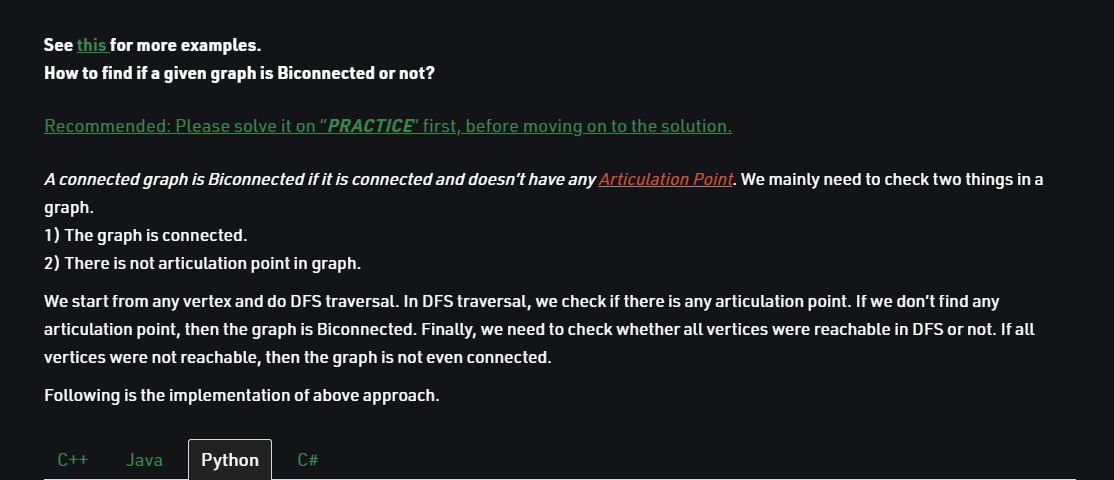 See this for more examples.
How to find if a given graph is Biconnected or not?
Recommended: Please solve it on “PRACTICE” first, before moving on to the solution.
A connected graph is Biconnected if it is connected and doesn’t have any Articulation Point. We mainly need to check two things in a
graph.
1) The graph is connected.
2) There is not articulation point in graph.
We start from any vertex and do DFS traversal. In DFS traversal, we check if there is any articulation point. If we don’t find any
articulation point, then the graph is Biconnected. Finally, we need to check whether all vertices were reachable in DFS or not. If all
vertices were not reachable, then the graph is not even connected.
Following is the implementation of above approach.
C++ Java Python C#